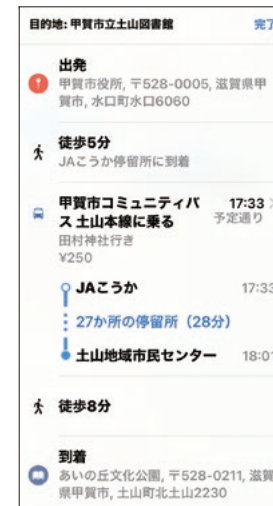 目的地: 甲賀市立土山図書館 完了
出発
甲賀市役所, 〒528-0005, 滋賀県甲
賀市, 水口町水口6060
徒歩5分
JAこうか停留所に到着
甲賀市コミュニティバ 17:33
ス 土山本線に乗る 予定通り
田村神社行き
¥250
JAこうか 17:33
27か所の停留所（28分）
土山地域市民センター 18:01
徒歩8分
到着
あいの丘文化公園, 〒528-0211, 滋賀
県甲賀市, 土山町北土山2230